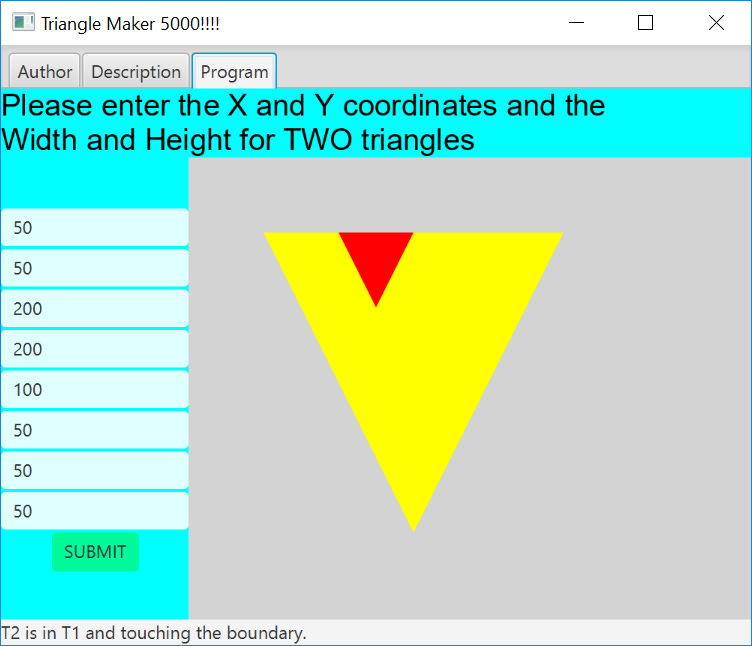 Triangle Maker 5000!!!!
Author Description Program
Please enter the X and Y coordinates and the
Width and Height for TWO triangles
50
50
200
200
100
50
50
50
SUBMIT
T2 is in T1 and touching the boundary.